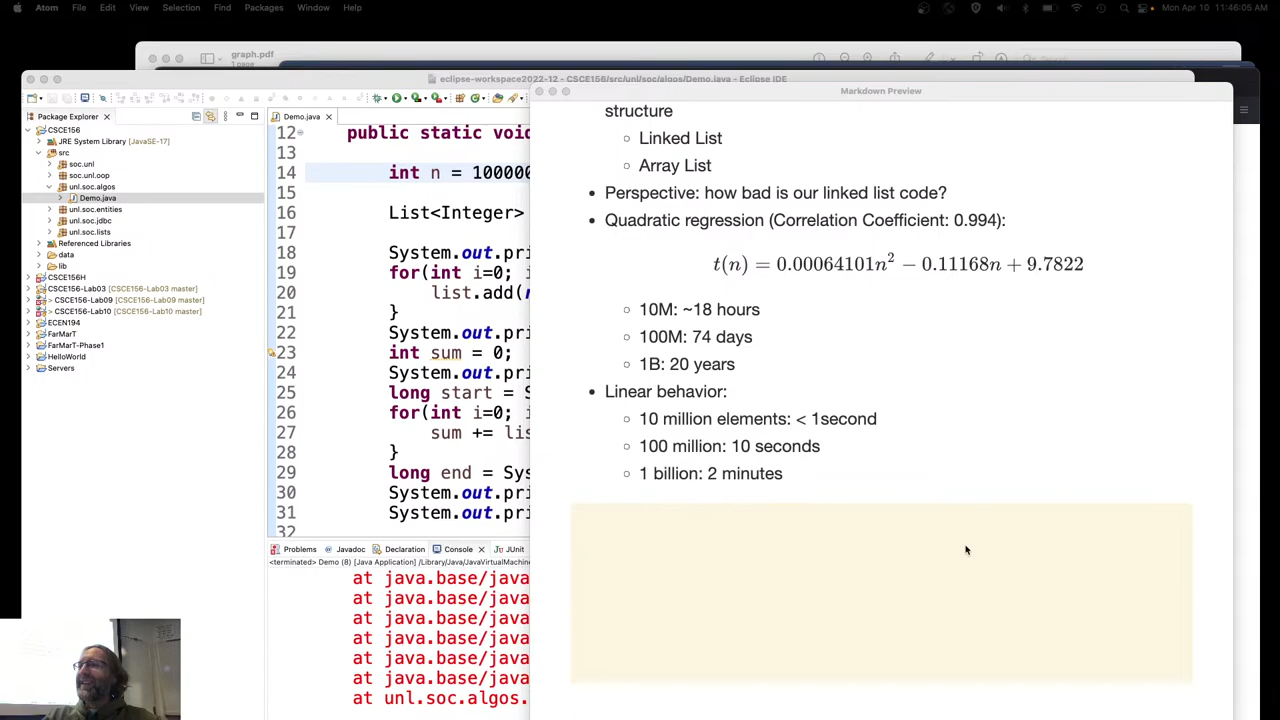 Atom File Edit View Selection Find Packages Window Help
Mon Apr 10 11:46:05 AM
graph.pdf
1 page
Search
eclipse-workspace2022-12 - CSCE156/src/unl/soc/algos/Demo.java - Eclipse IDE
Package Explorer
CSCE156
JRE System Library [JavaSE-17]
src
soc.unl
soc.unl.oop
unl.soc.algos
Demo.java
unl.soc.entities
unl.soc.jdbc
unl.soc.lists
Referenced Libraries
data
lib
CSCE156H
CSCE156-Lab03 [CSCE156-Lab03 master]
> CSCE156-Lab09 [CSCE156-Lab09 master]
> CSCE156-Lab10 [CSCE156-Lab10 master]
ECEN194
FarMarT
FarMarT-Phase1
HelloWorld
Servers
Demo.java
12 public static void
13
14 int n = 100000
15
16 List<Integer>
17
18 System.out.pri
19 for(int i=0; i
20 list.add(
21 }
22 System.out.pri
23 int sum = 0;
24 System.out.pri
25 long start = S
26 for(int i=0; i
27 sum += lis
28 }
29 long end = Sys
30 System.out.pri
31 System.out.pri
32
Problems Javadoc Declaration Console JUnit
<terminated> Demo (8) [Java Application] /Library/Java/JavaVirtualMachine
at java.base/java
at java.base/java
at java.base/java
at java.base/java
at java.base/java
at java.base/java
at unl.soc.algos.
Markdown Preview
structure
Linked List
Array List
Perspective: how bad is our linked list code?
Quadratic regression (Correlation Coefficient: 0.994):
t(n) = 0.00064101n² − 0.11168n + 9.7822
10M: ~18 hours
100M: 74 days
1B: 20 years
Linear behavior:
10 million elements: < 1second
100 million: 10 seconds
1 billion: 2 minutes